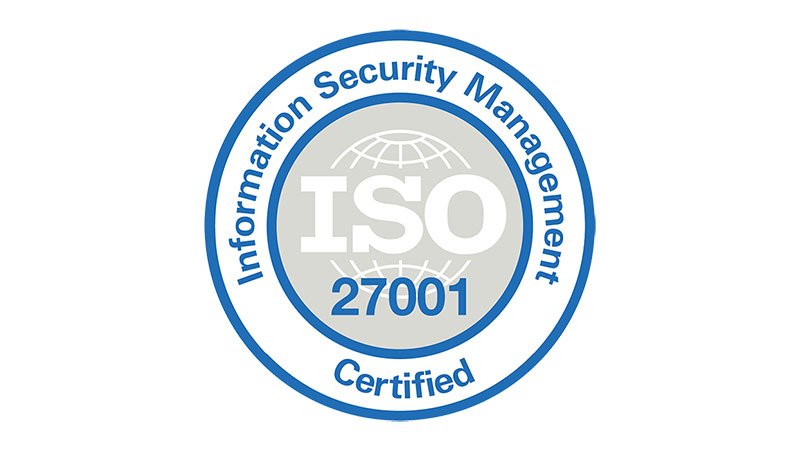 Information Security Management
ISO
27001
Certified